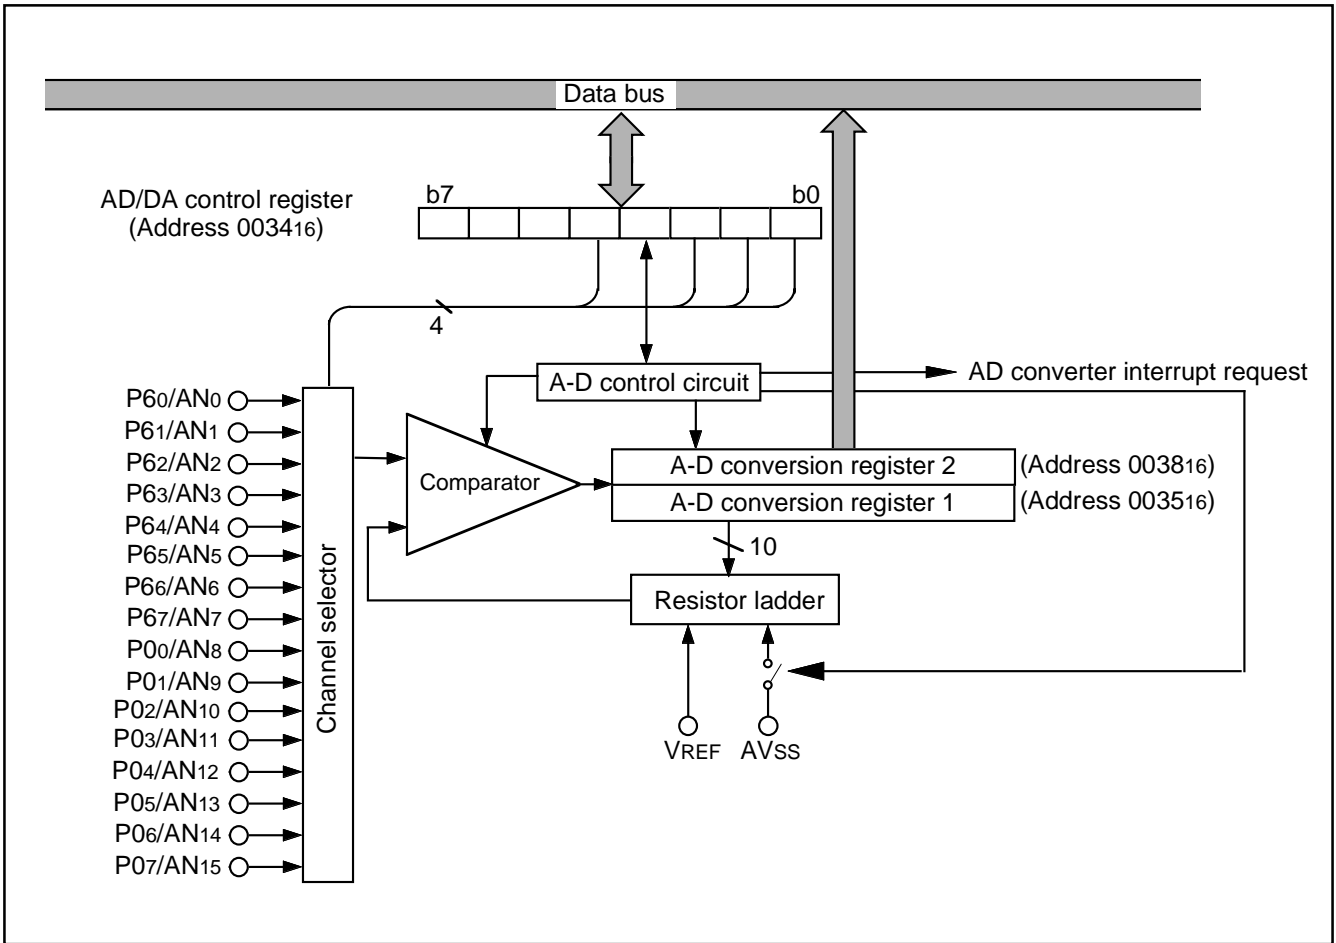 Data bus
AD/DA control register
(Address 003416)
b7
b0
4
A-D control circuit
AD converter interrupt request
P60/AN0
P61/AN1
P62/AN2
P63/AN3
P64/AN4
P65/AN5
P66/AN6
P67/AN7
P00/AN8
P01/AN9
P02/AN10
P03/AN11
P04/AN12
P05/AN13
P06/AN14
P07/AN15
Channel selector
Comparator
A-D conversion register 2
(Address 003816)
A-D conversion register 1
(Address 003516)
10
Resistor ladder
VREF
AVSS